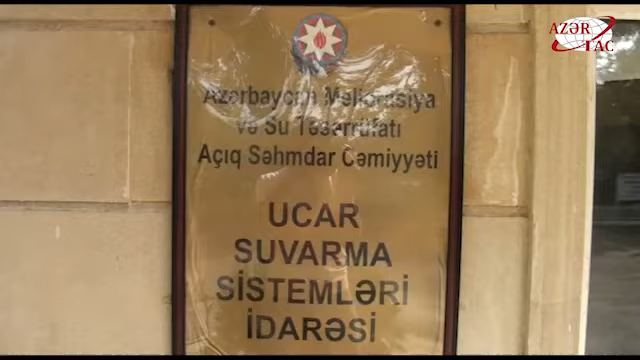 AZƏR
TAC
Azərbaycan Meliorasiya
və Su Təsərrüfatı
Açıq Səhmdar Cəmiyyəti
UCAR
SUVARMA
SİSTEMLƏRİ
İDARƏSİ